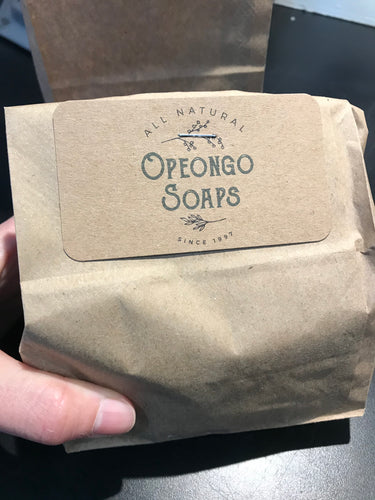 ALL NATURAL
OPEONGO
SOAPS
SINCE 1997